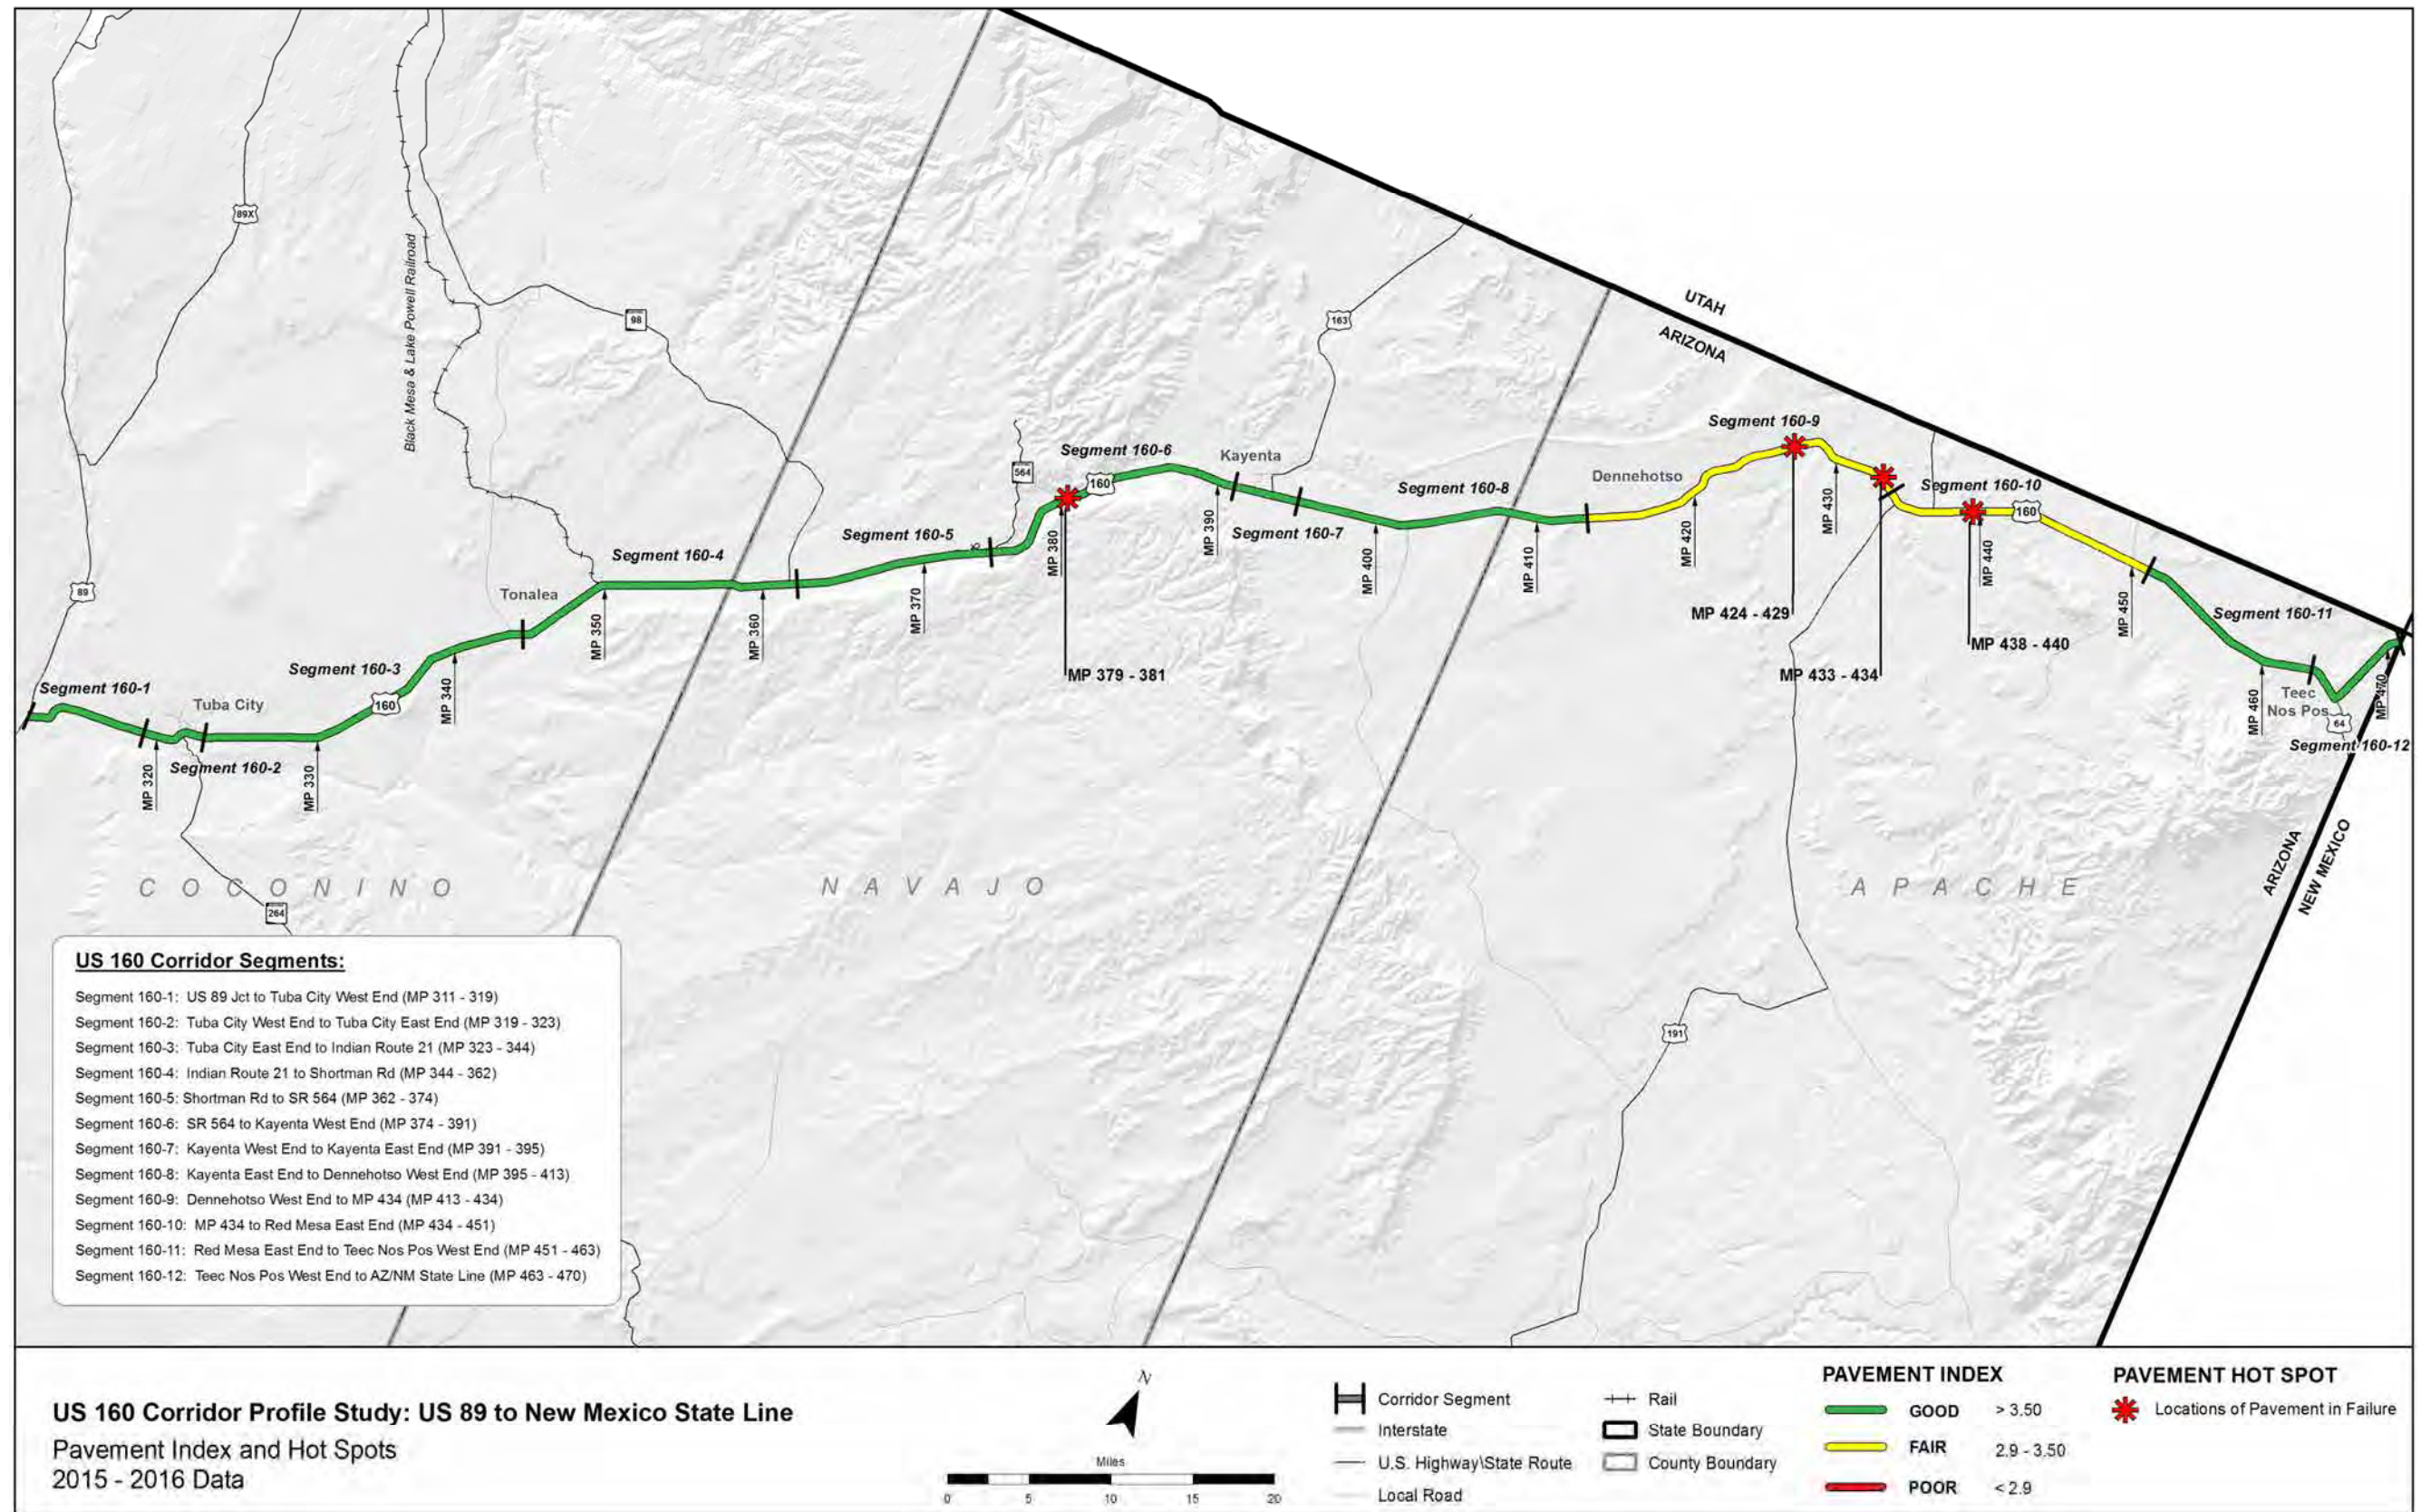 89X
Black Mesa & Lake Powell Railroad
98
163
UTAH
ARIZONA
Segment 160-9
Segment 160-6
Kayenta
564
160
Dennehotso
Segment 160-8
Segment 160-10
160
MP 430
MP 390
Segment 160-7
MP 420
MP 380
Segment 160-5
MP 400
MP 410
MP 440
Segment 160-4
MP 370
89
Tonalea
MP 350
MP 360
MP 424 - 429
MP 450
Segment 160-11
MP 438 - 440
Segment 160-3
MP 379 - 381
MP 433 - 434
Segment 160-1
Tuba City
160
MP 340
MP 460
Teec
Nos Pos
MP 470
64
Segment 160-12
Segment 160-2
MP 320
MP 330
ARIZONA
NEW MEXICO
COCONINO
NAVAJO
APACHE
264
191
US 160 Corridor Segments:
Segment 160-1: US 89 Jct to Tuba City West End (MP 311 - 319)
Segment 160-2: Tuba City West End to Tuba City East End (MP 319 - 323)
Segment 160-3: Tuba City East End to Indian Route 21 (MP 323 - 344)
Segment 160-4: Indian Route 21 to Shortman Rd (MP 344 - 362)
Segment 160-5: Shortman Rd to SR 564 (MP 362 - 374)
Segment 160-6: SR 564 to Kayenta West End (MP 374 - 391)
Segment 160-7: Kayenta West End to Kayenta East End (MP 391 - 395)
Segment 160-8: Kayenta East End to Dennehotso West End (MP 395 - 413)
Segment 160-9: Dennehotso West End to MP 434 (MP 413 - 434)
Segment 160-10: MP 434 to Red Mesa East End (MP 434 - 451)
Segment 160-11: Red Mesa East End to Teec Nos Pos West End (MP 451 - 463)
Segment 160-12: Teec Nos Pos West End to AZ/NM State Line (MP 463 - 470)
US 160 Corridor Profile Study: US 89 to New Mexico State Line
Pavement Index and Hot Spots
2015 - 2016 Data
N
Miles
0 5 10 15 20
Corridor Segment
Interstate
U.S. Highway\State Route
Local Road
Rail
State Boundary
County Boundary
PAVEMENT INDEX
GOOD > 3.50
FAIR 2.9 - 3.50
POOR < 2.9
PAVEMENT HOT SPOT
Locations of Pavement in Failure